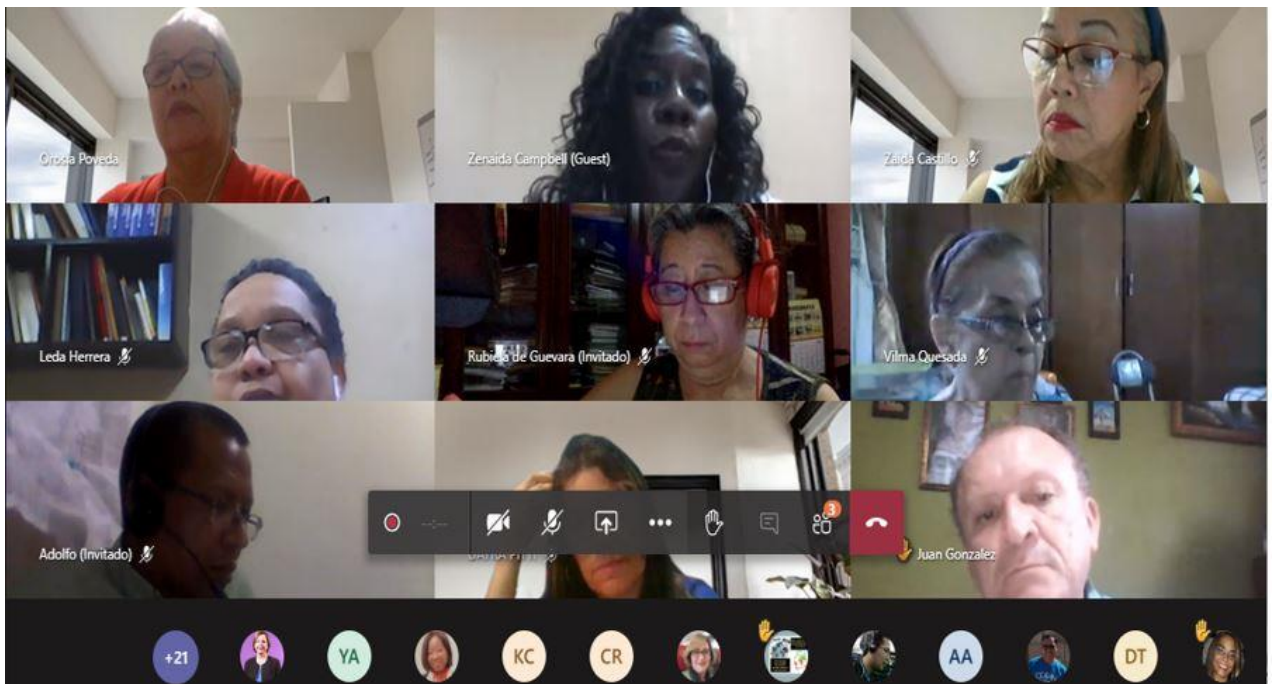 Orosia Poveda
Zenaida Campbell (Guest)
Zaida Castillo
Leda Herrera
Rubiela de Guevara (Invitado)
Vilma Quesada
Adolfo (Invitado)
Juan Gonzalez
--:--
3
+21
YA
KC
CR
AA
DT